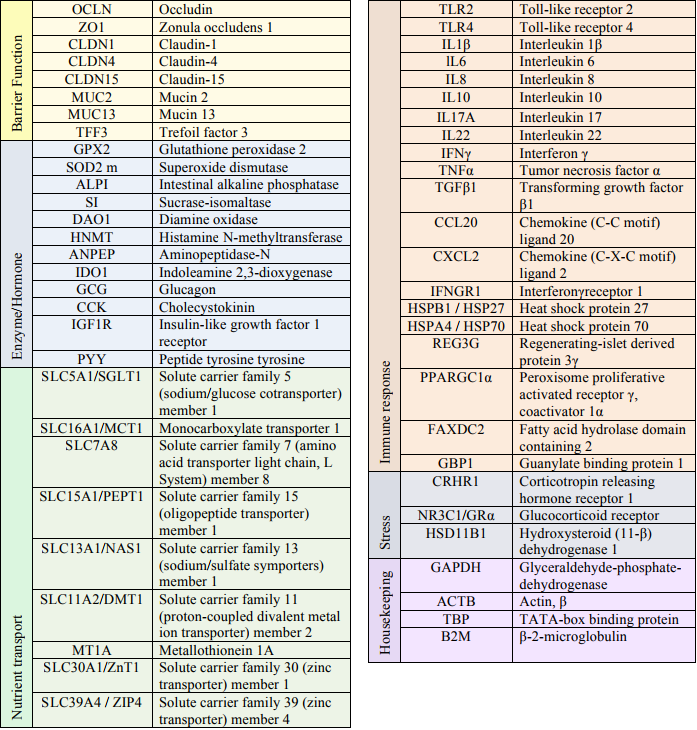 Barrier Function
OCLN Occludin
ZO1 Zonula occludens 1
CLDN1 Claudin-1
CLDN4 Claudin-4
CLDN15 Claudin-15
MUC2 Mucin 2
MUC13 Mucin 13
TFF3 Trefoil factor 3
Enzyme/Hormone
GPX2 Glutathione peroxidase 2
SOD2 m Superoxide dismutase
ALPI Intestinal alkaline phosphatase
SI Sucrase-isomaltase
DAO1 Diamine oxidase
HNMT Histamine N-methyltransferase
ANPEP Aminopeptidase-N
IDO1 Indoleamine 2,3-dioxygenase
GCG Glucagon
CCK Cholecystokinin
IGF1R Insulin-like growth factor 1
receptor
PYY Peptide tyrosine tyrosine
Nutrient transport
SLC5A1/SGLT1 Solute carrier family 5
(sodium/glucose cotransporter)
member 1
SLC16A1/MCT1 Monocarboxylate transporter 1
SLC7A8 Solute carrier family 7 (amino
acid transporter light chain, L
System) member 8
SLC15A1/PEPT1 Solute carrier family 15
(oligopeptide transporter)
member 1
SLC13A1/NAS1 Solute carrier family 13
(sodium/sulfate symporters)
member 1
SLC11A2/DMT1 Solute carrier family 11
(proton-coupled divalent metal
ion transporter) member 2
MT1A Metallothionein 1A
SLC30A1/ZnT1 Solute carrier family 30 (zinc
transporter) member 1
SLC39A4 / ZIP4 Solute carrier family 39 (zinc
transporter) member 4
Immune response
TLR2 Toll-like receptor 2
TLR4 Toll-like receptor 4
IL1β Interleukin 1β
IL6 Interleukin 6
IL8 Interleukin 8
IL10 Interleukin 10
IL17A Interleukin 17
IL22 Interleukin 22
IFNγ Interferon γ
TNFα Tumor necrosis factor α
TGFβ1 Transforming growth factor
β1
CCL20 Chemokine (C-C motif)
ligand 20
CXCL2 Chemokine (C-X-C motif)
ligand 2
IFNGR1 Interferonγreceptor 1
HSPB1 / HSP27 Heat shock protein 27
HSPA4 / HSP70 Heat shock protein 70
REG3G Regenerating-islet derived
protein 3γ
PPARGC1α Peroxisome proliferative
activated receptor γ,
coactivator 1α
FAXDC2 Fatty acid hydrolase domain
containing 2
GBP1 Guanylate binding protein 1
Stress
CRHR1 Corticotropin releasing
hormone receptor 1
NR3C1/GRα Glucocorticoid receptor
HSD11B1 Hydroxysteroid (11-β)
dehydrogenase 1
Housekeeping
GAPDH Glyceraldehyde-phosphate-
dehydrogenase
ACTB Actin, β
TBP TATA-box binding protein
B2M β-2-microglobulin